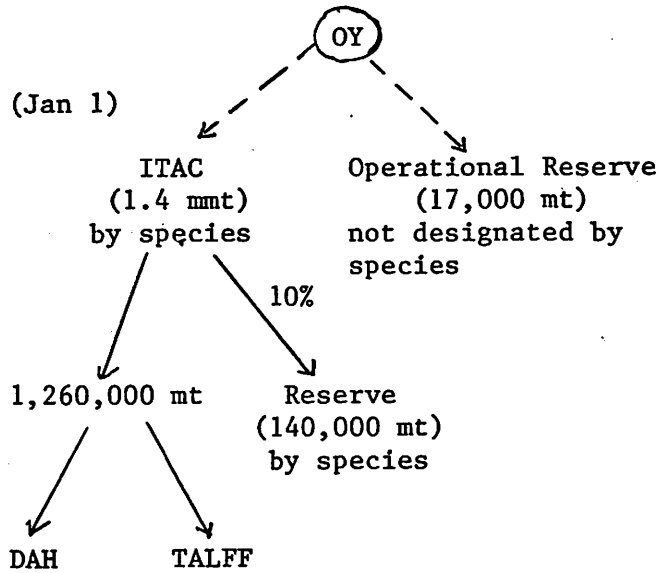 OY
(Jan 1)
ITAC
(1.4 mmt)
by species
Operational Reserve
(17,000 mt)
not designated by
species
10%
1,260,000 mt
Reserve
(140,000 mt)
by species
DAH
TALFF